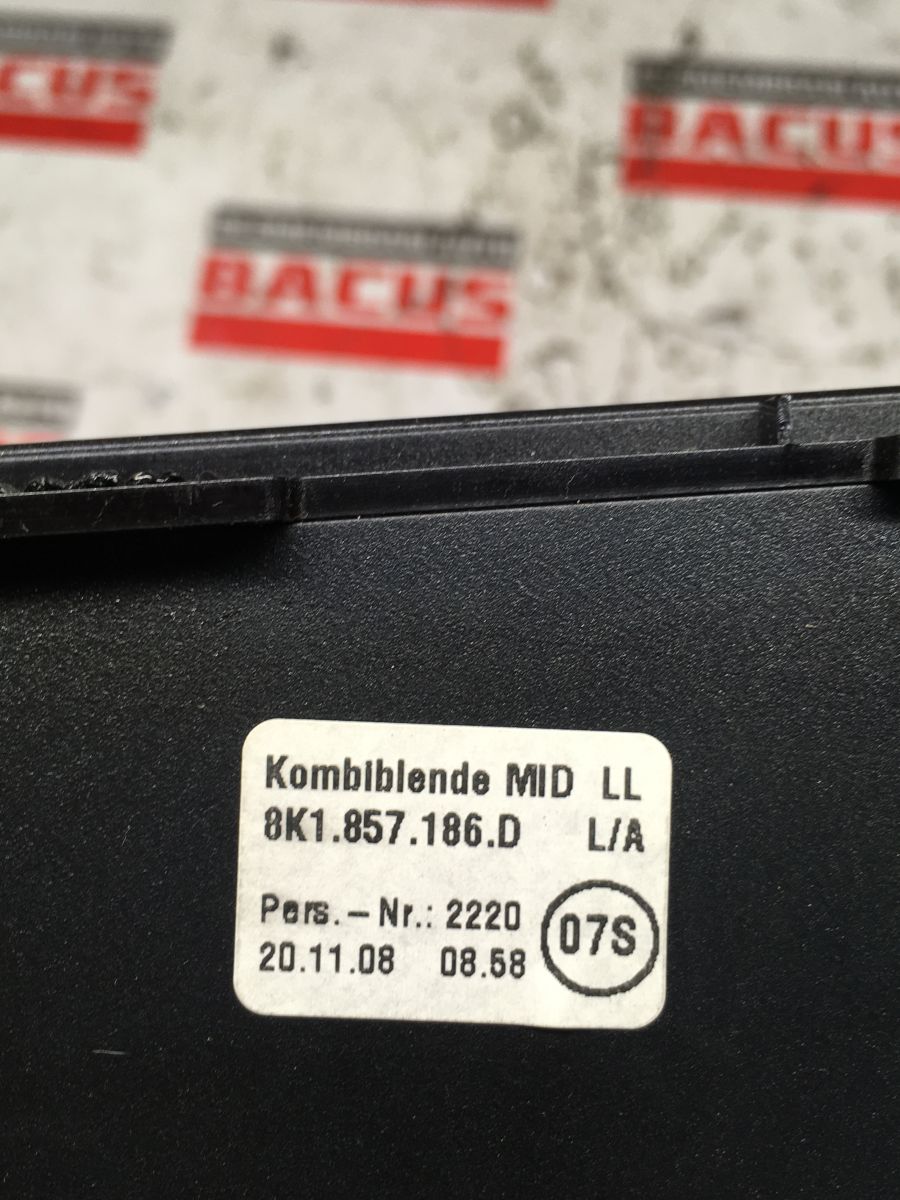 BACUS
BACUS
BACUS
Kombiblende MID LL
8K1.857.186.D L/A
Pers.-Nr.: 2220
20.11.08 08.58
07S